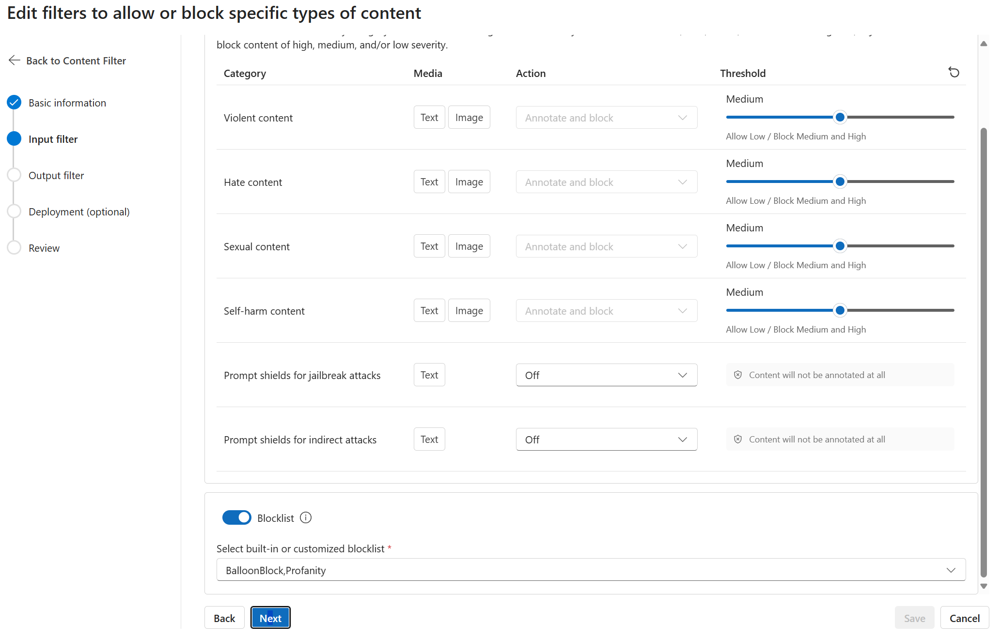 Edit filters to allow or block specific types of content
Back to Content Filter
Basic information
Input filter
Output filter
Deployment (optional)
Review
block content of high, medium, and/or low severity.
Category Media Action Threshold
Violent content Text Image Annotate and block Medium
Allow Low / Block Medium and High
Hate content Text Image Annotate and block Medium
Allow Low / Block Medium and High
Sexual content Text Image Annotate and block Medium
Allow Low / Block Medium and High
Self-harm content Text Image Annotate and block Medium
Allow Low / Block Medium and High
Prompt shields for jailbreak attacks Text Off Content will not be annotated at all
Prompt shields for indirect attacks Text Off Content will not be annotated at all
Blocklist
Select built-in or customized blocklist *
BalloonBlock,Profanity
Back Next Save Cancel